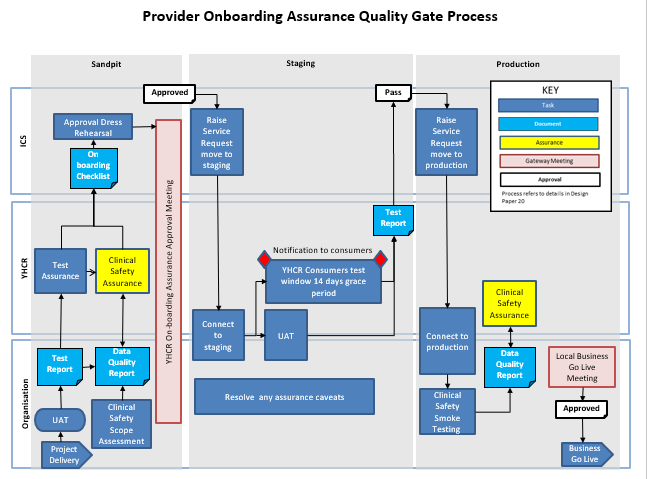 Provider Onboarding Assurance Quality Gate Process
Sandpit
Staging
Production
ICS
YHCR
Organisation
Approved
Approval Dress
Rehearsal
On
boarding
Checklist
Test
Assurance
Clinical
Safety
Assurance
Test
Report
Data
Quality
Report
UAT
Clinical
Safety
Scope
Assessment
Project
Delivery
YHCR On-boarding Assurance Approval Meeting
Raise
Service
Request
move to
staging
Pass
Test
Report
Notification to consumers
YHCR Consumers test
window 14 days grace
period
Connect
to
staging
UAT
Resolve any assurance caveats
Raise
Service
Request
move to
production
Connect to
production
Clinical
Safety
Smoke
Testing
Clinical
Safety
Assurance
Data
Quality
Report
Local Business
Go Live
Meeting
Approved
Business
Go Live
KEY
Task
Document
Assurance
Gateway Meeting
Approval
Process refers to details in Design
Paper 20